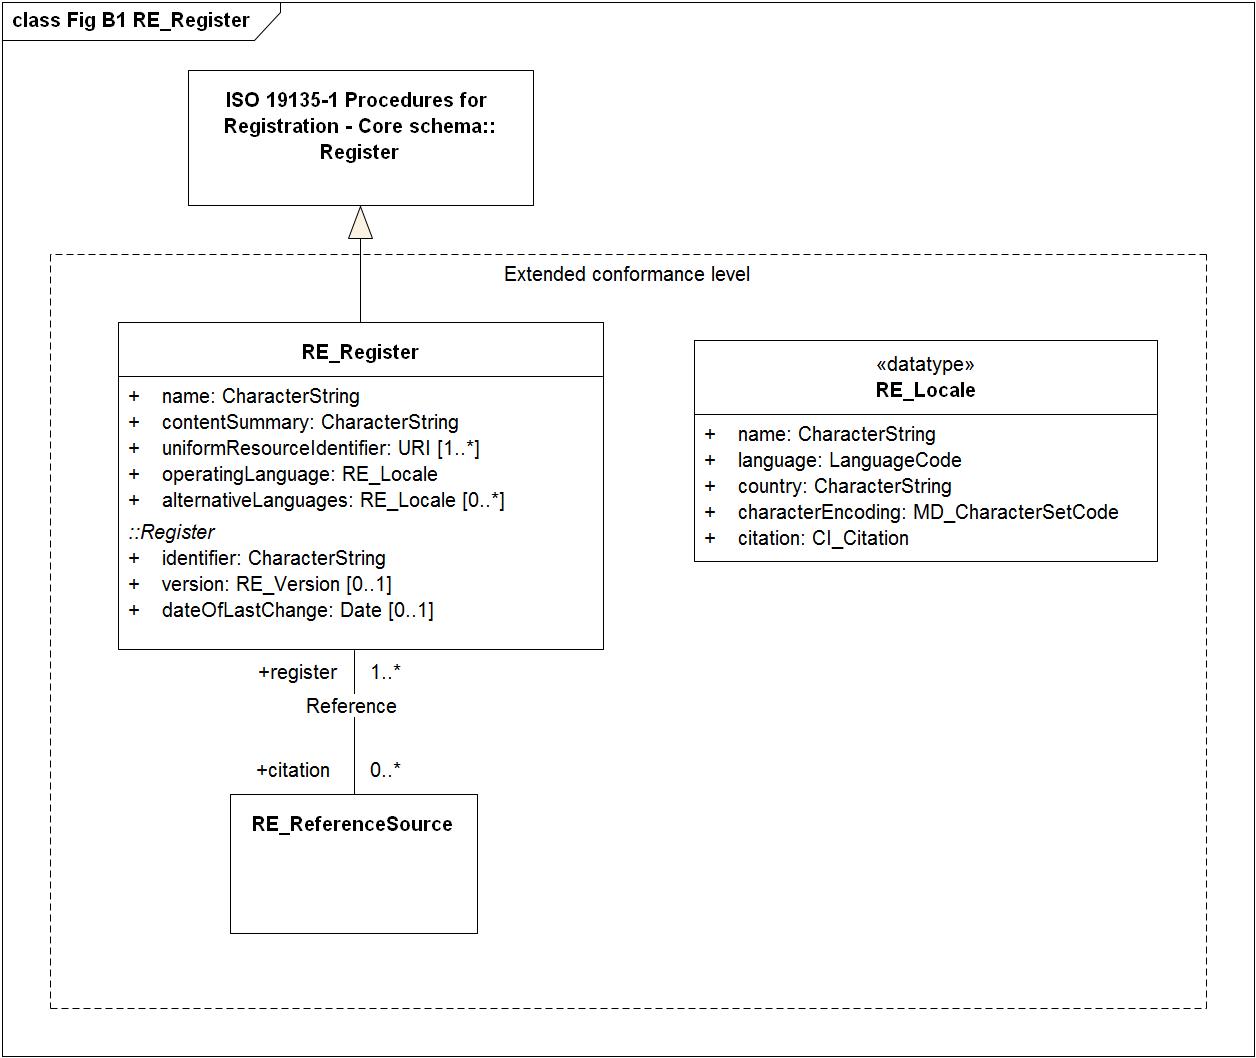 class Fig B1 RE_Register
ISO 19135-1 Procedures for
Registration - Core schema::
Register
Extended conformance level
RE_Register
+ name: CharacterString
+ contentSummary: CharacterString
+ uniformResourceIdentifier: URI [1..*]
+ operatingLanguage: RE_Locale
+ alternativeLanguages: RE_Locale [0..*]
::Register
+ identifier: CharacterString
+ version: RE_Version [0..1]
+ dateOfLastChange: Date [0..1]
«datatype»
RE_Locale
+ name: CharacterString
+ language: LanguageCode
+ country: CharacterString
+ characterEncoding: MD_CharacterSetCode
+ citation: CI_Citation
+register 1..*
Reference
+citation 0..*
RE_ReferenceSource